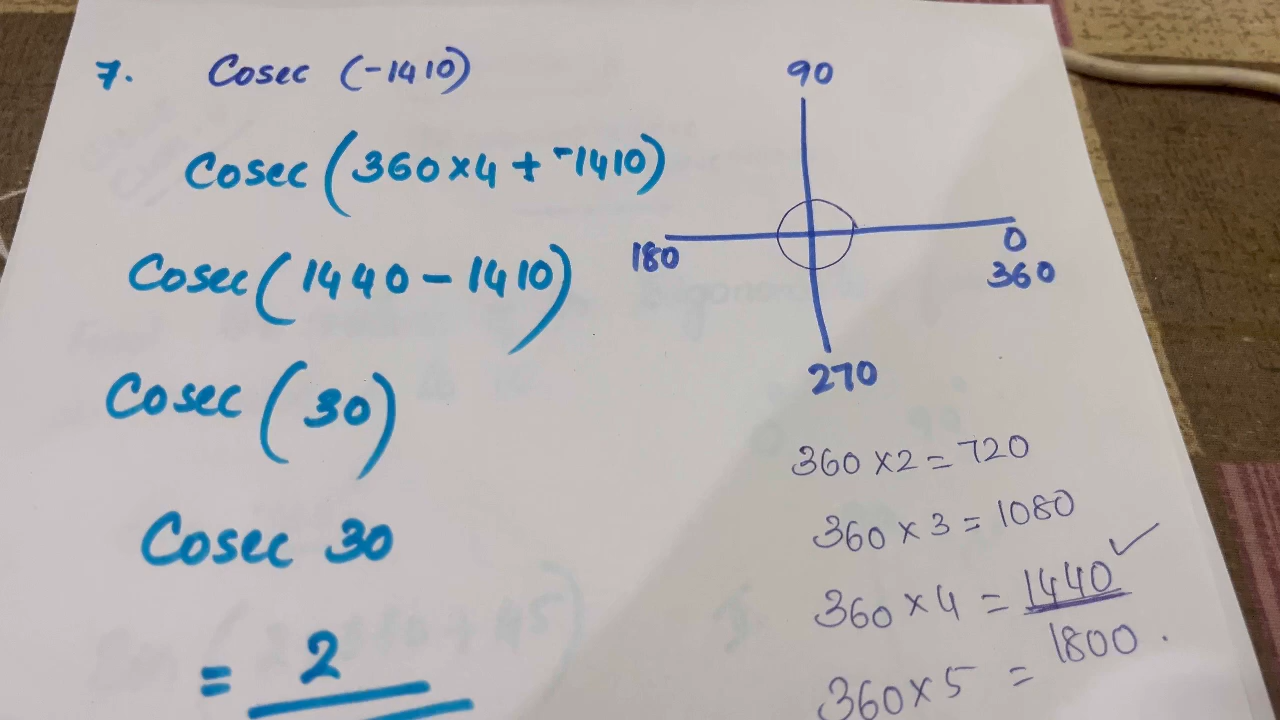 7. Cosec (-1410)
Cosec (360×4 + -1410)
Cosec (1440 - 1410)
Cosec (30)
Cosec 30
= 2
90
180
0
360
270
360 ×2 = 720
360 × 3 = 1080
360 × 4 = 1440 ✓
360×5 = 1800.